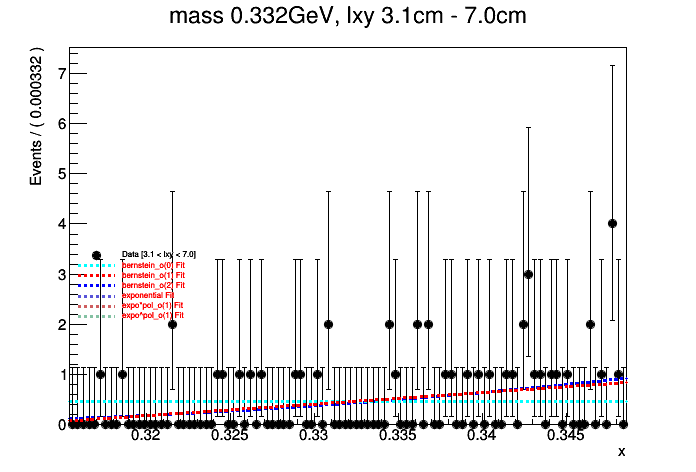 mass 0.332GeV, lxy 3.1cm - 7.0cm
Events / ( 0.000332 )
7
6
5
4
3
2
1
0
Data [3.1 < lxy < 7.0]
bernstein_o(0) Fit
bernstein_o(1) Fit
bernstein_o(2) Fit
exponential Fit
expo*pol_o(1) Fit
expo^pol_o(1) Fit
0.32 0.325 0.33 0.335 0.34 0.345
x